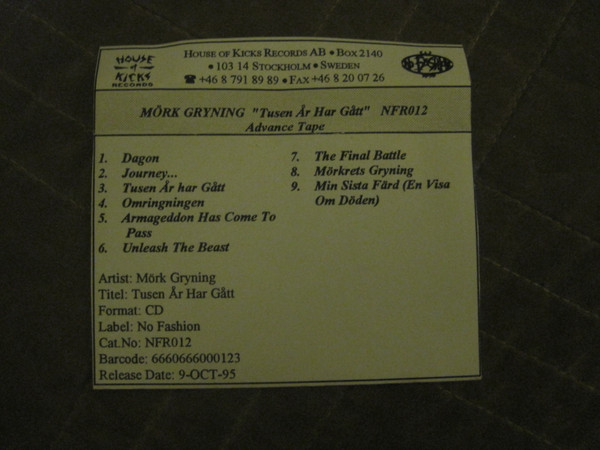 HOUSE
of
KICKS
RECORDS
HOUSE OF KICKS RECORDS AB • BOX 2140
• 103 14 STOCKHOLM • SWEDEN
☎ +46 8 791 89 89 • FAX +46 8 20 07 26
MÖRK GRYNING "Tusen År Har Gått" NFR012
Advance Tape
1. Dagon
2. Journey...
3. Tusen År har Gått
4. Omringningen
5. Armageddon Has Come To
Pass
6. Unleash The Beast
7. The Final Battle
8. Mörkrets Gryning
9. Min Sista Färd (En Visa
Om Döden)
Artist: Mörk Gryning
Titel: Tusen År Har Gått
Format: CD
Label: No Fashion
Cat.No: NFR012
Barcode: 6660666000123
Release Date: 9-OCT-95